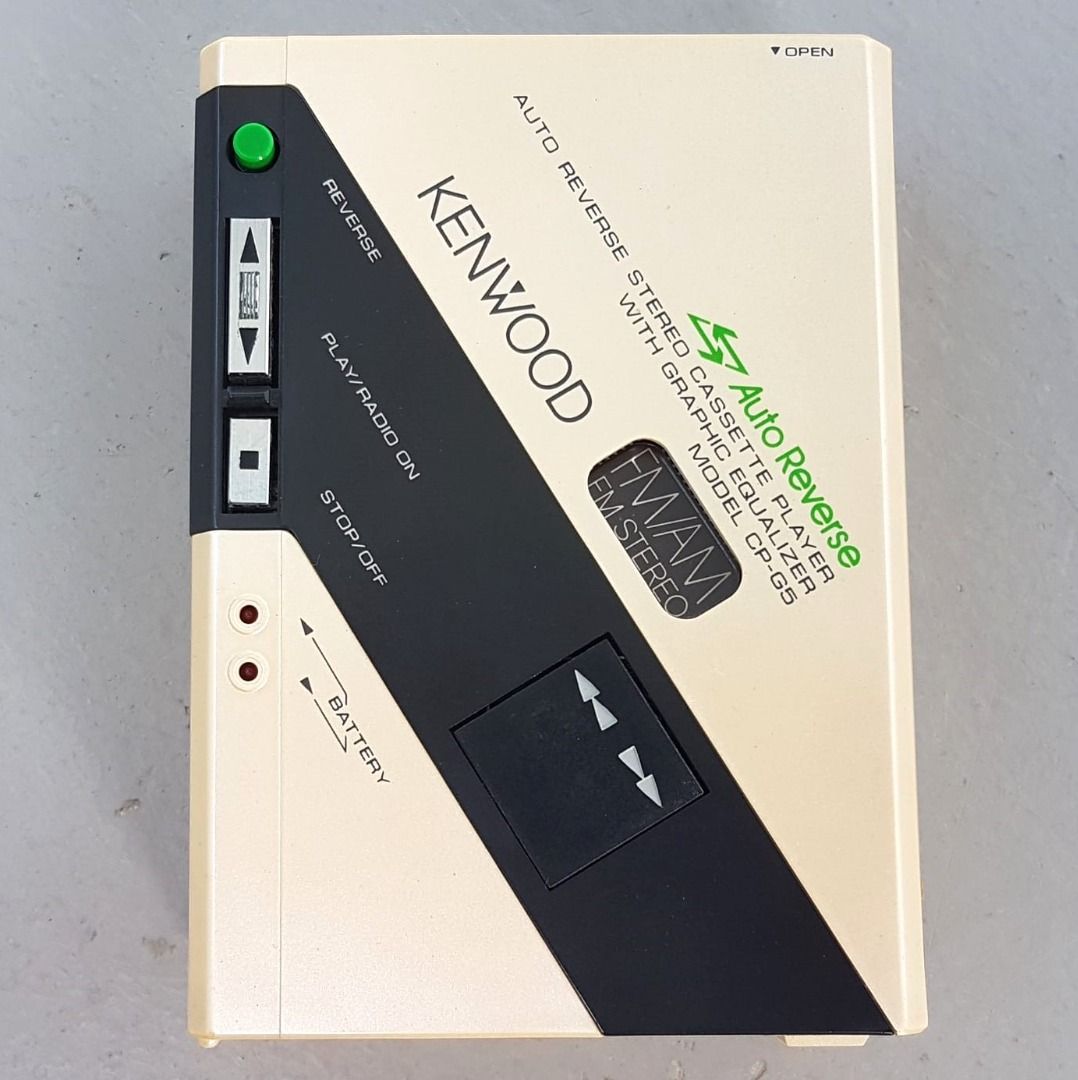 ▼OPEN
AUTO REVERSE STEREO CASSETTE PLAYER
WITH GRAPHIC EQUALIZER
MODEL CP-G5
Auto Reverse
KENWOOD
FM/AM
FM STEREO
REVERSE
PLAY/RADIO ON
STOP/OFF
BATTERY